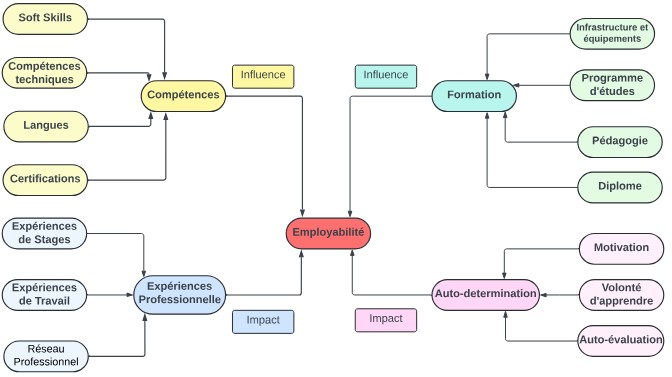 Soft Skills
Compétences
techniques
Langues
Certifications
Compétences
Influence
Influence
Formation
Infrastructure et
équipements
Programme
d'études
Pédagogie
Diplome
Employabilité
Expériences
de Stages
Expériences
de Travail
Réseau
Professionnel
Expériences
Professionnelle
Impact
Impact
Auto-determination
Motivation
Volonté
d'apprendre
Auto-évaluation